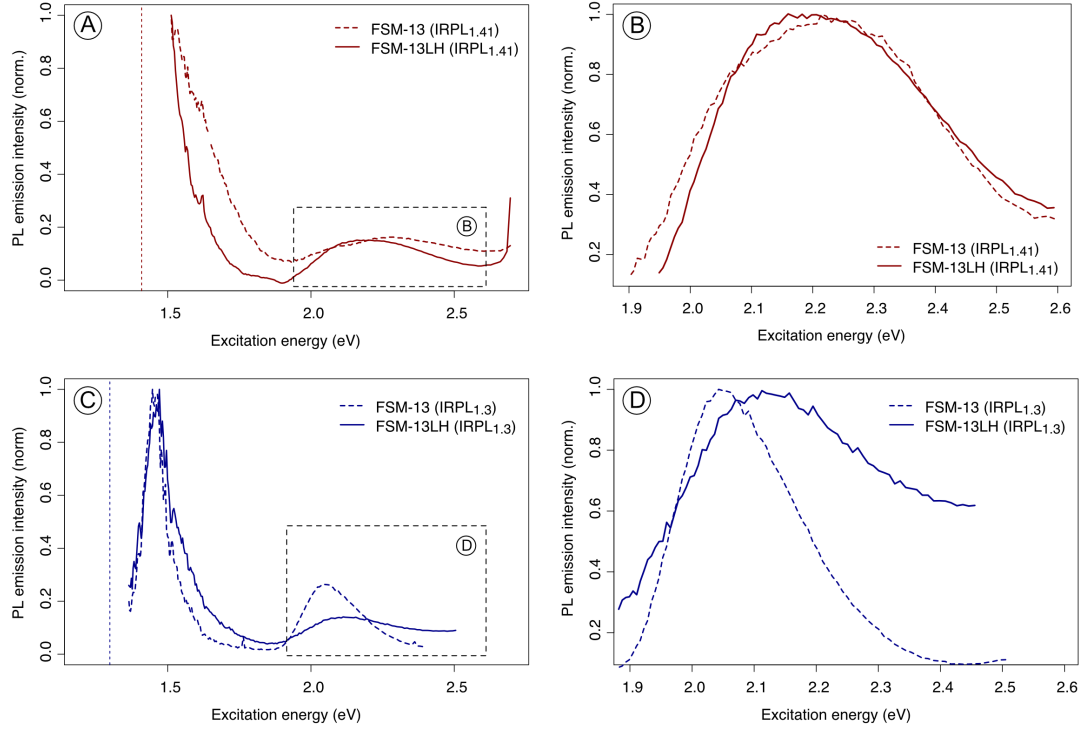 A
FSM-13 (IRPL1.41)
FSM-13LH (IRPL1.41)
PL emission intensity (norm.)
0.0 0.2 0.4 0.6 0.8 1.0
B
1.5 2.0 2.5
Excitation energy (eV)
B
PL emission intensity (norm.)
0.2 0.4 0.6 0.8 1.0
FSM-13 (IRPL1.41)
FSM-13LH (IRPL1.41)
1.9 2.0 2.1 2.2 2.3 2.4 2.5 2.6
Excitation energy (eV)
C
FSM-13 (IRPL1.3)
FSM-13LH (IRPL1.3)
PL emission intensity (norm)
0.0 0.2 0.4 0.6 0.8 1.0
D
1.5 2.0 2.5
Excitation energy (eV)
D
FSM-13 (IRPL1.3)
FSM-13LH (IRPL1.3)
PL emission intensity (norm.)
0.2 0.4 0.6 0.8 1.0
1.9 2.0 2.1 2.2 2.3 2.4 2.5 2.6
Excitation energy (eV)